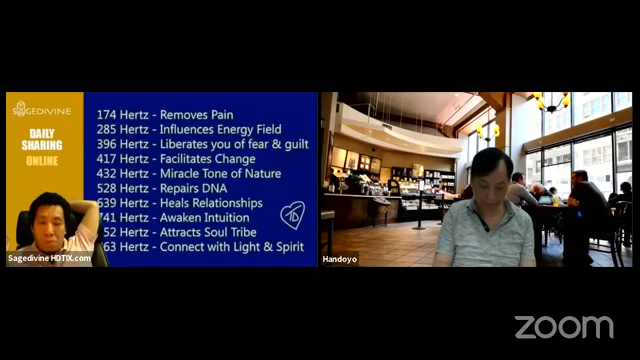 SAGEDIVINE
DAILY
SHARING
ONLINE
174 Hertz - Removes Pain
285 Hertz - Influences Energy Field
396 Hertz - Liberates you of fear & guilt
417 Hertz - Facilitates Change
432 Hertz - Miracle Tone of Nature
528 Hertz - Repairs DNA
639 Hertz - Heals Relationships
741 Hertz - Awaken Intuition
52 Hertz - Attracts Soul Tribe
63 Hertz - Connect with Light & Spirit
Sagedivine HDTIX.com
Handoyo
zoom